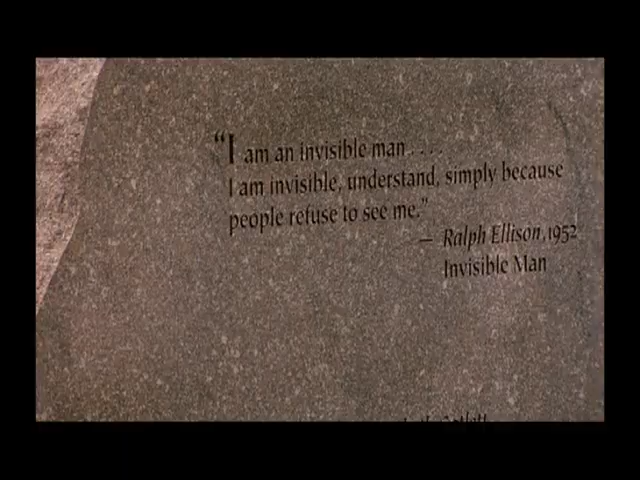 “I am an invisible man . . . .
I am invisible, understand, simply because
people refuse to see me.”
— Ralph Ellison, 1952
Invisible Man